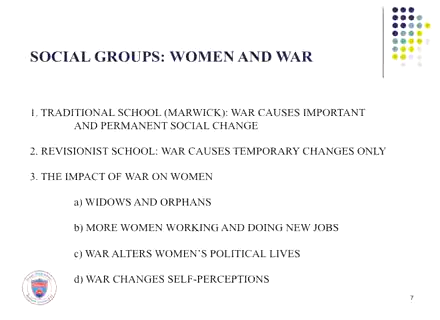 SOCIAL GROUPS: WOMEN AND WAR
1. TRADITIONAL SCHOOL (MARWICK): WAR CAUSES IMPORTANT
AND PERMANENT SOCIAL CHANGE
2. REVISIONIST SCHOOL: WAR CAUSES TEMPORARY CHANGES ONLY
3. THE IMPACT OF WAR ON WOMEN
a) WIDOWS AND ORPHANS
b) MORE WOMEN WORKING AND DOING NEW JOBS
c) WAR ALTERS WOMEN'S POLITICAL LIVES
d) WAR CHANGES SELF-PERCEPTIONS
7